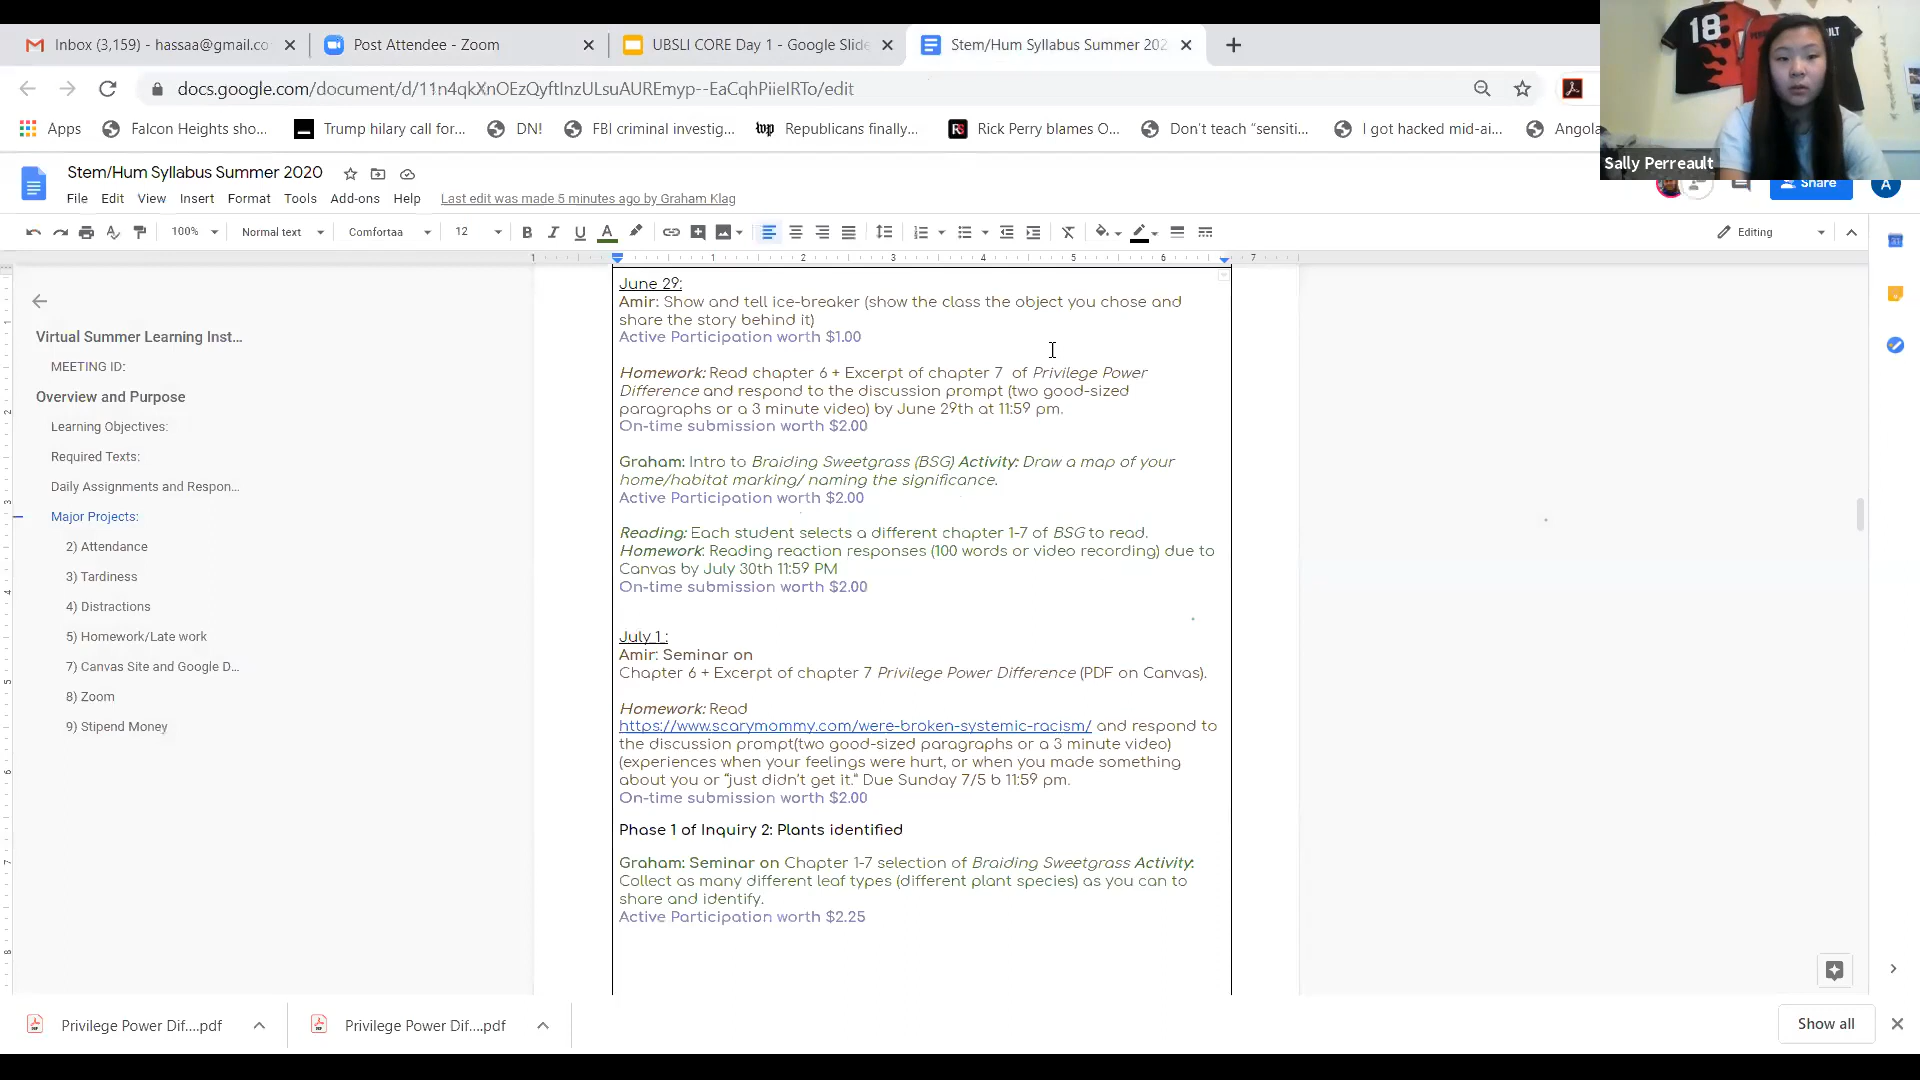 Inbox (3,159) - hassaa@gmail.co
Post Attendee - Zoom
UBSLI CORE Day 1 - Google Slide
Stem/Hum Syllabus Summer 202
18
docs.google.com/document/d/11n4qkXnOEzQyftInzULsuAUREmyp--EaCqhPiieIRTo/edit
Apps
Falcon Heights sho...
Trump hilary call for...
DN!
FBI criminal investig...
Republicans finally...
Rick Perry blames O...
Don't teach "sensiti...
I got hacked mid-ai...
Angola
Sally Perreault
Stem/Hum Syllabus Summer 2020
Share
A
File Edit View Insert Format Tools Add-ons Help
Last edit was made 5 minutes ago by Graham Klag
100%
Normal text
Comfortaa
12
Editing
Virtual Summer Learning Inst...
MEETING ID:
Overview and Purpose
Learning Objectives:
Required Texts:
Daily Assignments and Respon...
Major Projects:
2) Attendance
3) Tardiness
4) Distractions
5) Homework/Late work
7) Canvas Site and Google D...
8) Zoom
9) Stipend Money
June 29:
Amir: Show and tell ice-breaker (show the class the object you chose and
share the story behind it)
Active Participation worth $1.00
Homework: Read chapter 6 + Excerpt of chapter 7 of Privilege Power
Difference and respond to the discussion prompt (two good-sized
paragraphs or a 3 minute video) by June 29th at 11:59 pm.
On-time submission worth $2.00
Graham: Intro to Braiding Sweetgrass (BSG) Activity: Draw a map of your
home/habitat marking/ naming the significance.
Active Participation worth $2.00
Reading: Each student selects a different chapter 1-7 of BSG to read.
Homework: Reading reaction responses (100 words or video recording) due to
Canvas by July 30th 11:59 PM
On-time submission worth $2.00
July 1 :
Amir: Seminar on
Chapter 6 + Excerpt of chapter 7 Privilege Power Difference (PDF on Canvas).
Homework: Read
https://www.scarymommy.com/were-broken-systemic-racism/ and respond to
the discussion prompt(two good-sized paragraphs or a 3 minute video)
(experiences when your feelings were hurt, or when you made something
about you or "just didn't get it." Due Sunday 7/5 b 11:59 pm.
On-time submission worth $2.00
Phase 1 of Inquiry 2: Plants identified
Graham: Seminar on Chapter 1-7 selection of Braiding Sweetgrass Activity:
Collect as many different leaf types (different plant species) as you can to
share and identify.
Active Participation worth $2.25
Privilege Power Dif....pdf
Privilege Power Dif....pdf
Show all